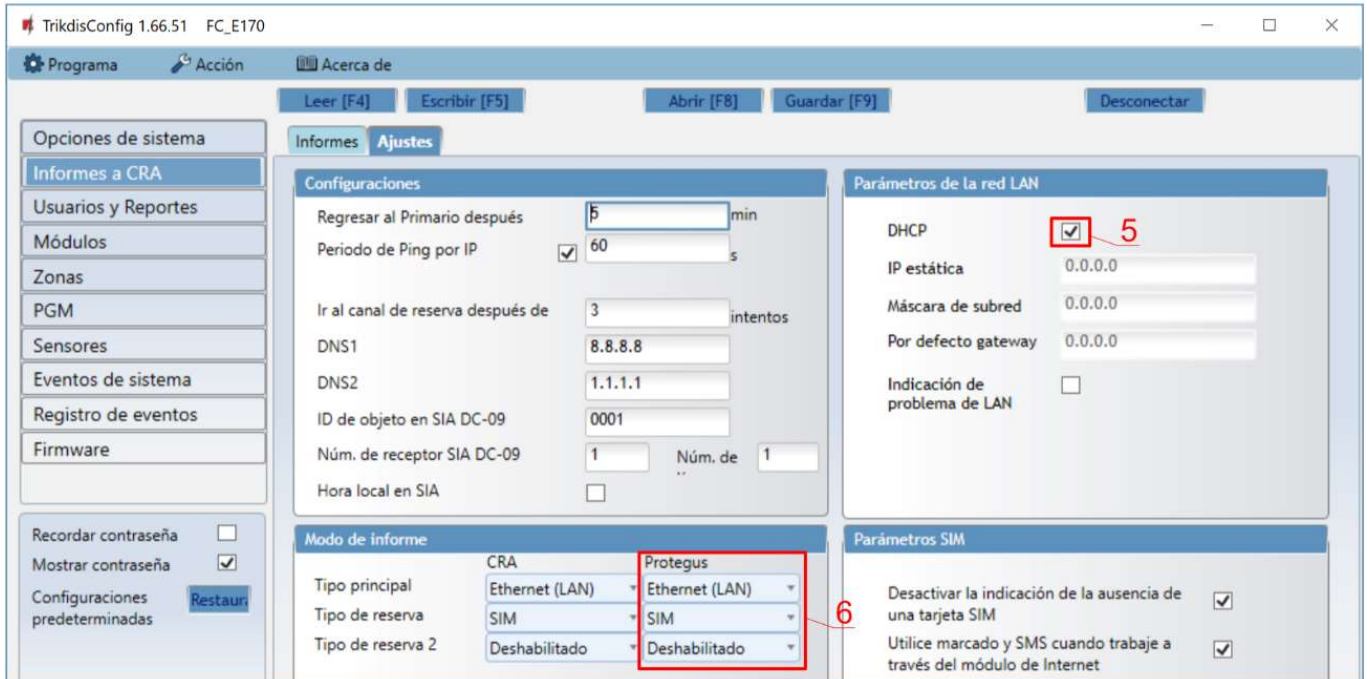 TrikdisConfig 1.66.51 FC_E170
Programa Acción Acerca de
Leer [F4] Escribir [F5] Abrir [F8] Guardar [F9] Desconectar
Opciones de sistema
Informes a CRA
Usuarios y Reportes
Módulos
Zonas
PGM
Sensores
Eventos de sistema
Registro de eventos
Firmware
Recordar contraseña
Mostrar contraseña
Configuraciones
predeterminadas
Restaur
Informes Ajustes
Configuraciones
Regresar al Primario después 5 min
Periodo de Ping por IP 60 s
Ir al canal de reserva después de 3 intentos
DNS1 8.8.8.8
DNS2 1.1.1.1
ID de objeto en SIA DC-09 0001
Núm. de receptor SIA DC-09 1 Núm. de 1
Hora local en SIA
Parámetros de la red LAN
DHCP 5
IP estática 0.0.0.0
Máscara de subred 0.0.0.0
Por defecto gateway 0.0.0.0
Indicación de
problema de LAN
Modo de informe
CRA Protegus
Tipo principal Ethernet (LAN) Ethernet (LAN)
Tipo de reserva SIM SIM
Tipo de reserva 2 Deshabilitado Deshabilitado
6
Parámetros SIM
Desactivar la indicación de la ausencia de
una tarjeta SIM
Utilice marcado y SMS cuando trabaje a
través del módulo de Internet